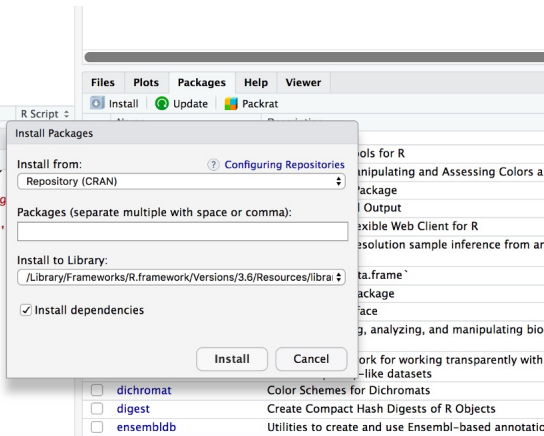 Files Plots Packages Help Viewer
Install Update Packrat
R Script
Install Packages
Install from: Configuring Repositories
Repository (CRAN)
Packages (separate multiple with space or comma):
Install to Library:
/Library/Frameworks/R.framework/Versions/3.6/Resources/librar
Install dependencies
Install Cancel
ools for R
anipulating and Assessing Colors a
Package
Output
exible Web Client for R
esolution sample inference from an
ta.frame`
ackage
face
g, analyzing, and manipulating bio
ork for working transparently with
-like datasets
dichromat Color Schemes for Dichromats
digest Create Compact Hash Digests of R Objects
ensembldb Utilities to create and use Ensembl-based annotatio